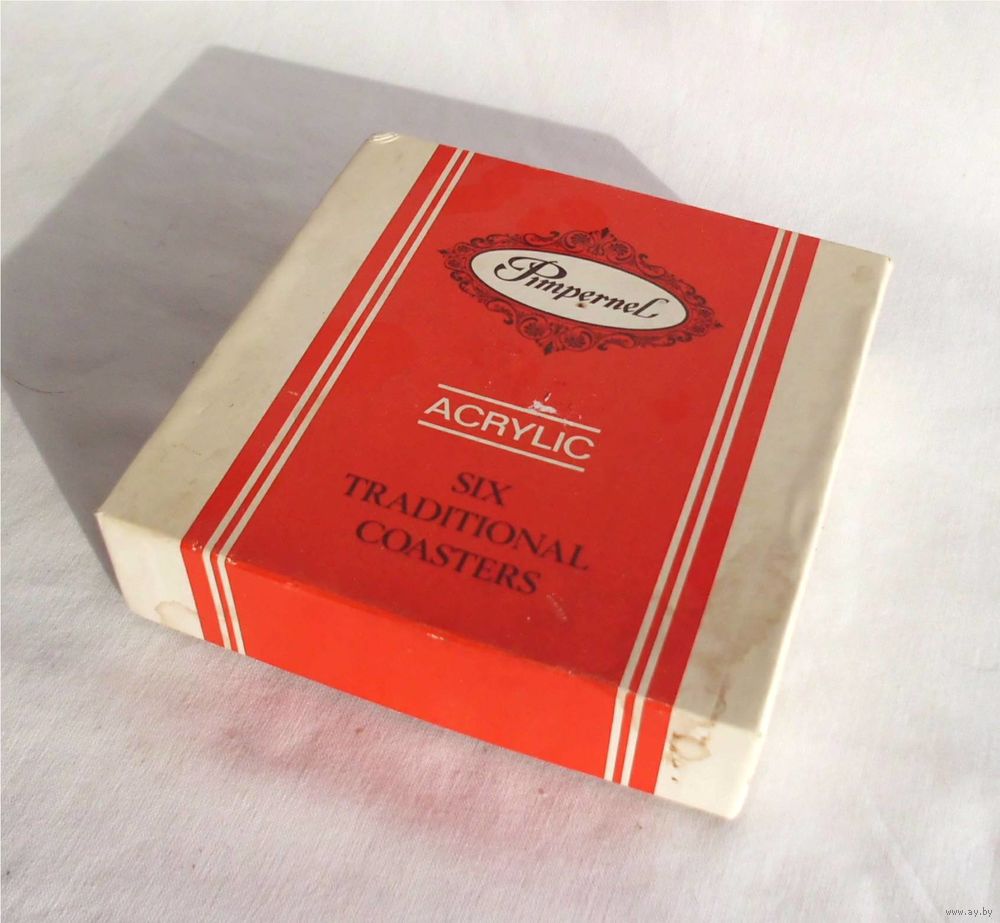 Pimpernel
ACRYLIC
SIX
TRADITIONAL
COASTERS
www.ay.by